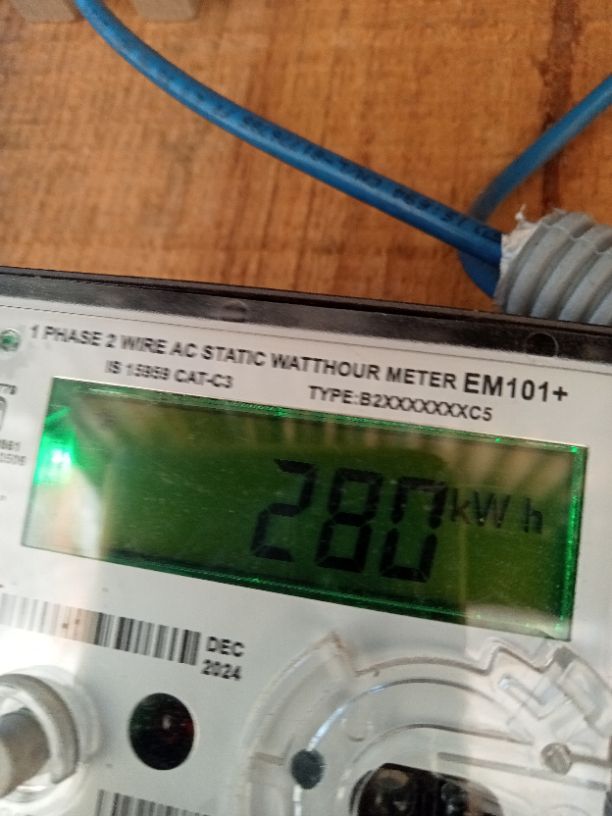 1 PHASE 2 WIRE AC STATIC WATTHOUR METER EM101+
IS 15959 CAT-C3 TYPE:B2XXXXXXXC5
280 kWh
DEC
2024